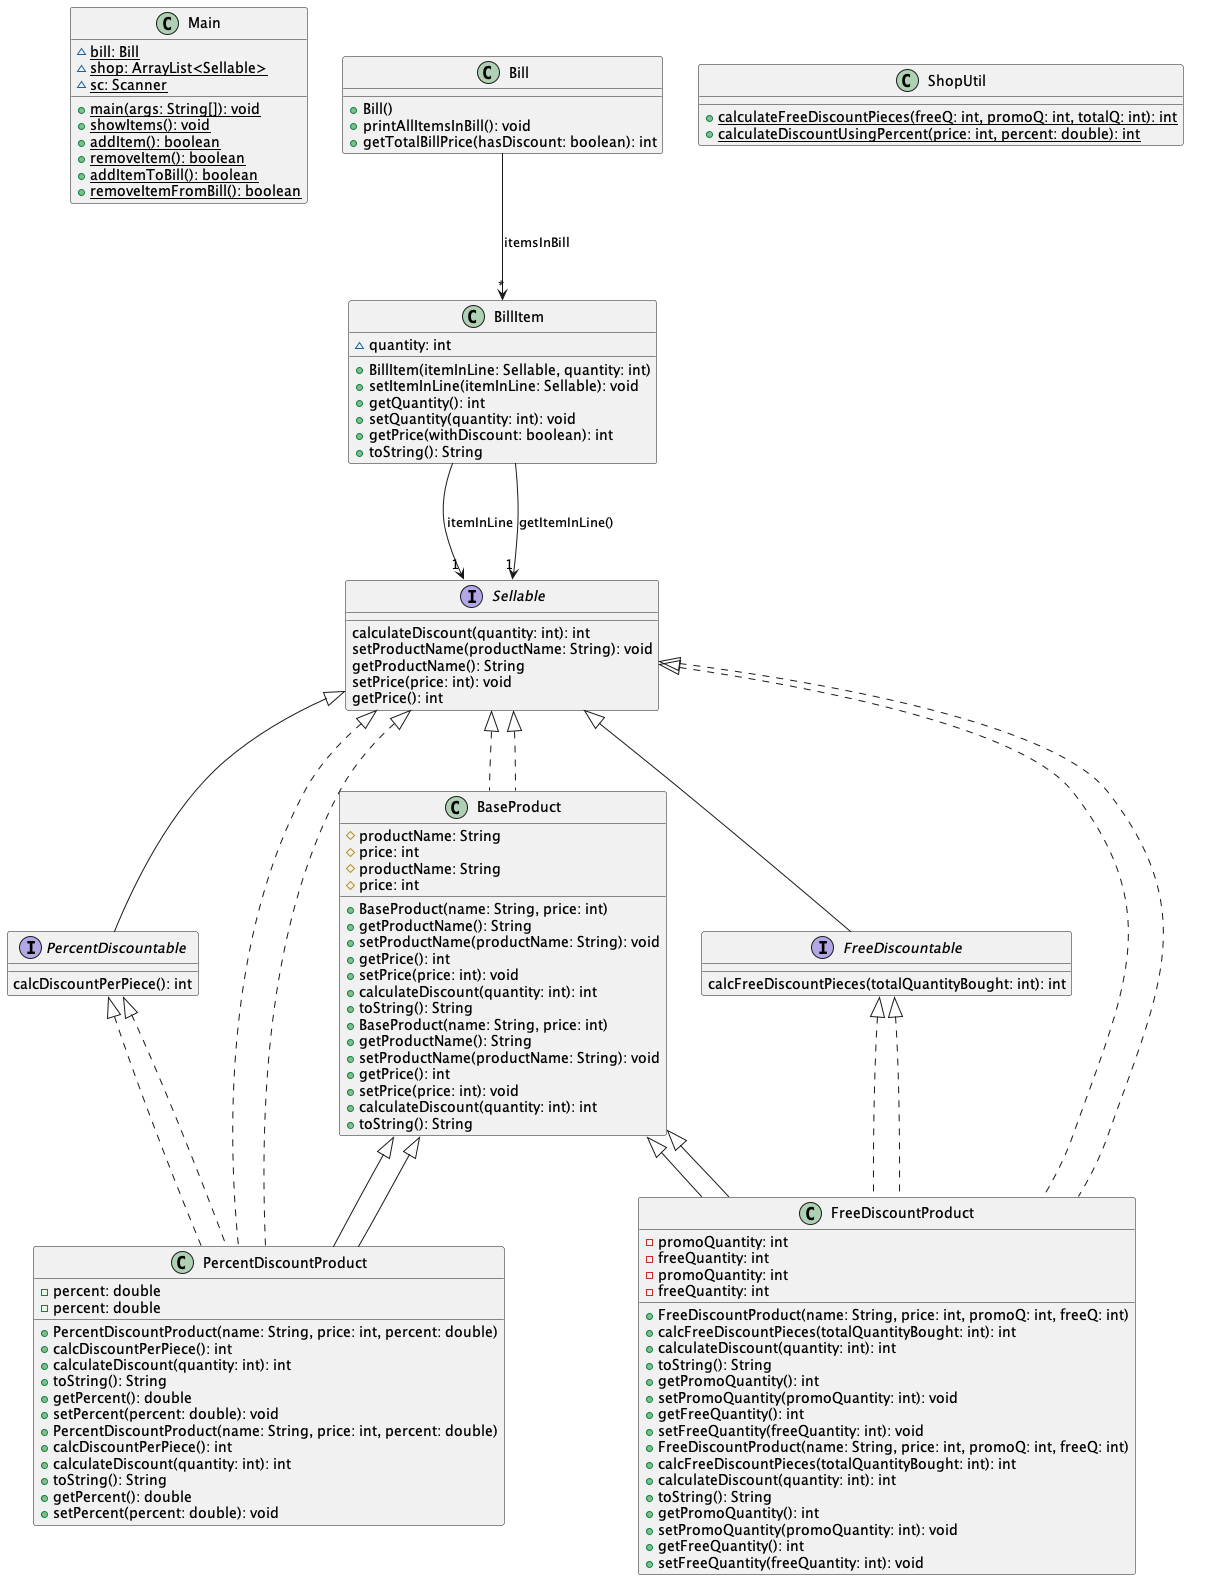 C Main
bill: Bill
shop: ArrayList<Sellable>
sc: Scanner
main(args: String[]): void
showItems(): void
addItem(): boolean
removeItem(): boolean
addItemToBill(): boolean
removeItemFromBill(): boolean
C Bill
Bill()
printAllItemsInBill(): void
getTotalBillPrice(hasDiscount: boolean): int
C ShopUtil
calculateFreeDiscountPieces(freeQ: int, promoQ: int, totalQ: int): int
calculateDiscountUsingPercent(price: int, percent: double): int
itemsInBill
*
C BillItem
quantity: int
BillItem(itemInLine: Sellable, quantity: int)
setItemInLine(itemInLine: Sellable): void
getQuantity(): int
setQuantity(quantity: int): void
getPrice(withDiscount: boolean): int
toString(): String
itemInLine
getItemInLine()
1
1
I Sellable
calculateDiscount(quantity: int): int
setProductName(productName: String): void
getProductName(): String
setPrice(price: int): void
getPrice(): int
C BaseProduct
productName: String
price: int
productName: String
price: int
BaseProduct(name: String, price: int)
getProductName(): String
setProductName(productName: String): void
getPrice(): int
setPrice(price: int): void
calculateDiscount(quantity: int): int
toString(): String
BaseProduct(name: String, price: int)
getProductName(): String
setProductName(productName: String): void
getPrice(): int
setPrice(price: int): void
calculateDiscount(quantity: int): int
toString(): String
I PercentDiscountable
calcDiscountPerPiece(): int
I FreeDiscountable
calcFreeDiscountPieces(totalQuantityBought: int): int
C PercentDiscountProduct
percent: double
percent: double
PercentDiscountProduct(name: String, price: int, percent: double)
calcDiscountPerPiece(): int
calculateDiscount(quantity: int): int
toString(): String
getPercent(): double
setPercent(percent: double): void
PercentDiscountProduct(name: String, price: int, percent: double)
calcDiscountPerPiece(): int
calculateDiscount(quantity: int): int
toString(): String
getPercent(): double
setPercent(percent: double): void
C FreeDiscountProduct
promoQuantity: int
freeQuantity: int
promoQuantity: int
freeQuantity: int
FreeDiscountProduct(name: String, price: int, promoQ: int, freeQ: int)
calcFreeDiscountPieces(totalQuantityBought: int): int
calculateDiscount(quantity: int): int
toString(): String
getPromoQuantity(): int
setPromoQuantity(promoQuantity: int): void
getFreeQuantity(): int
setFreeQuantity(freeQuantity: int): void
FreeDiscountProduct(name: String, price: int, promoQ: int, freeQ: int)
calcFreeDiscountPieces(totalQuantityBought: int): int
calculateDiscount(quantity: int): int
toString(): String
getPromoQuantity(): int
setPromoQuantity(promoQuantity: int): void
getFreeQuantity(): int
setFreeQuantity(freeQuantity: int): void